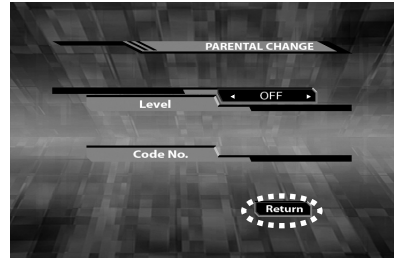 PARENTAL CHANGE
Level
◂ OFF ▸
Code No.
Return